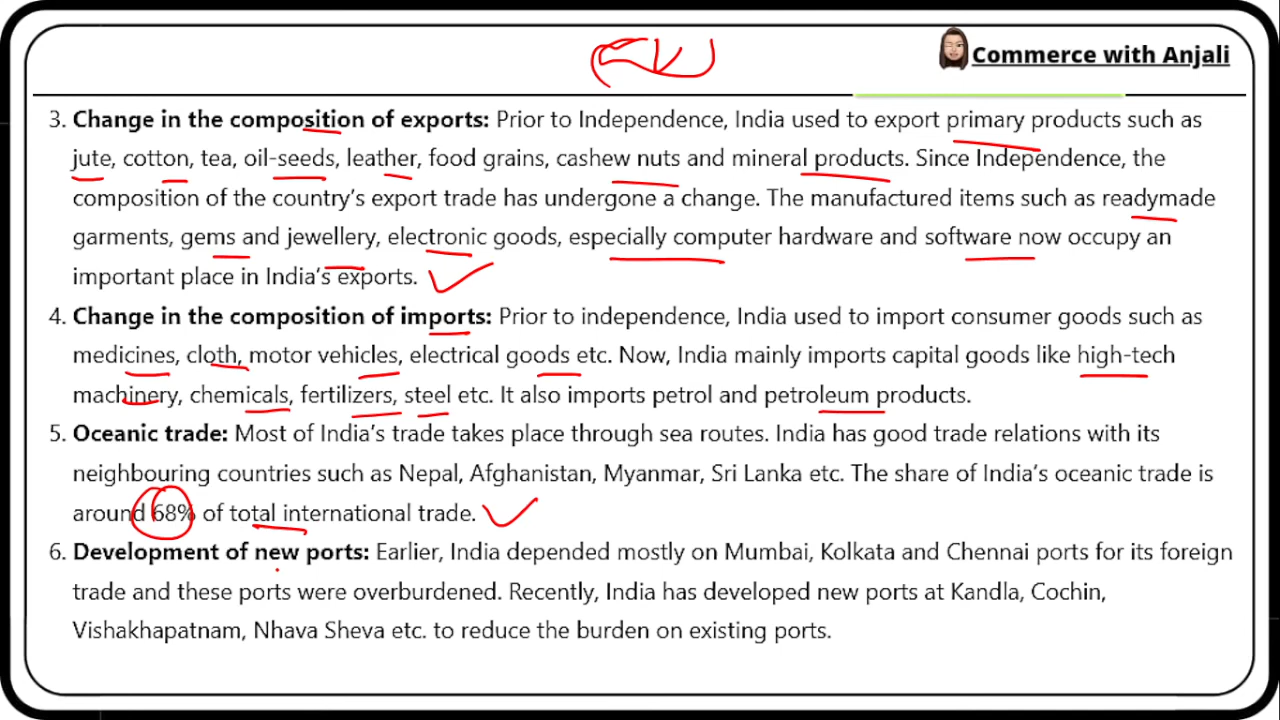 Commerce with Anjali
3. Change in the composition of exports: Prior to Independence, India used to export primary products such as
jute, cotton, tea, oil-seeds, leather, food grains, cashew nuts and mineral products. Since Independence, the
composition of the country's export trade has undergone a change. The manufactured items such as readymade
garments, gems and jewellery, electronic goods, especially computer hardware and software now occupy an
important place in India's exports.
4. Change in the composition of imports: Prior to independence, India used to import consumer goods such as
medicines, cloth, motor vehicles, electrical goods etc. Now, India mainly imports capital goods like high-tech
machinery, chemicals, fertilizers, steel etc. It also imports petrol and petroleum products.
5. Oceanic trade: Most of India's trade takes place through sea routes. India has good trade relations with its
neighbouring countries such as Nepal, Afghanistan, Myanmar, Sri Lanka etc. The share of India's oceanic trade is
around 68% of total international trade.
6. Development of new ports: Earlier, India depended mostly on Mumbai, Kolkata and Chennai ports for its foreign
trade and these ports were overburdened. Recently, India has developed new ports at Kandla, Cochin,
Vishakhapatnam, Nhava Sheva etc. to reduce the burden on existing ports.